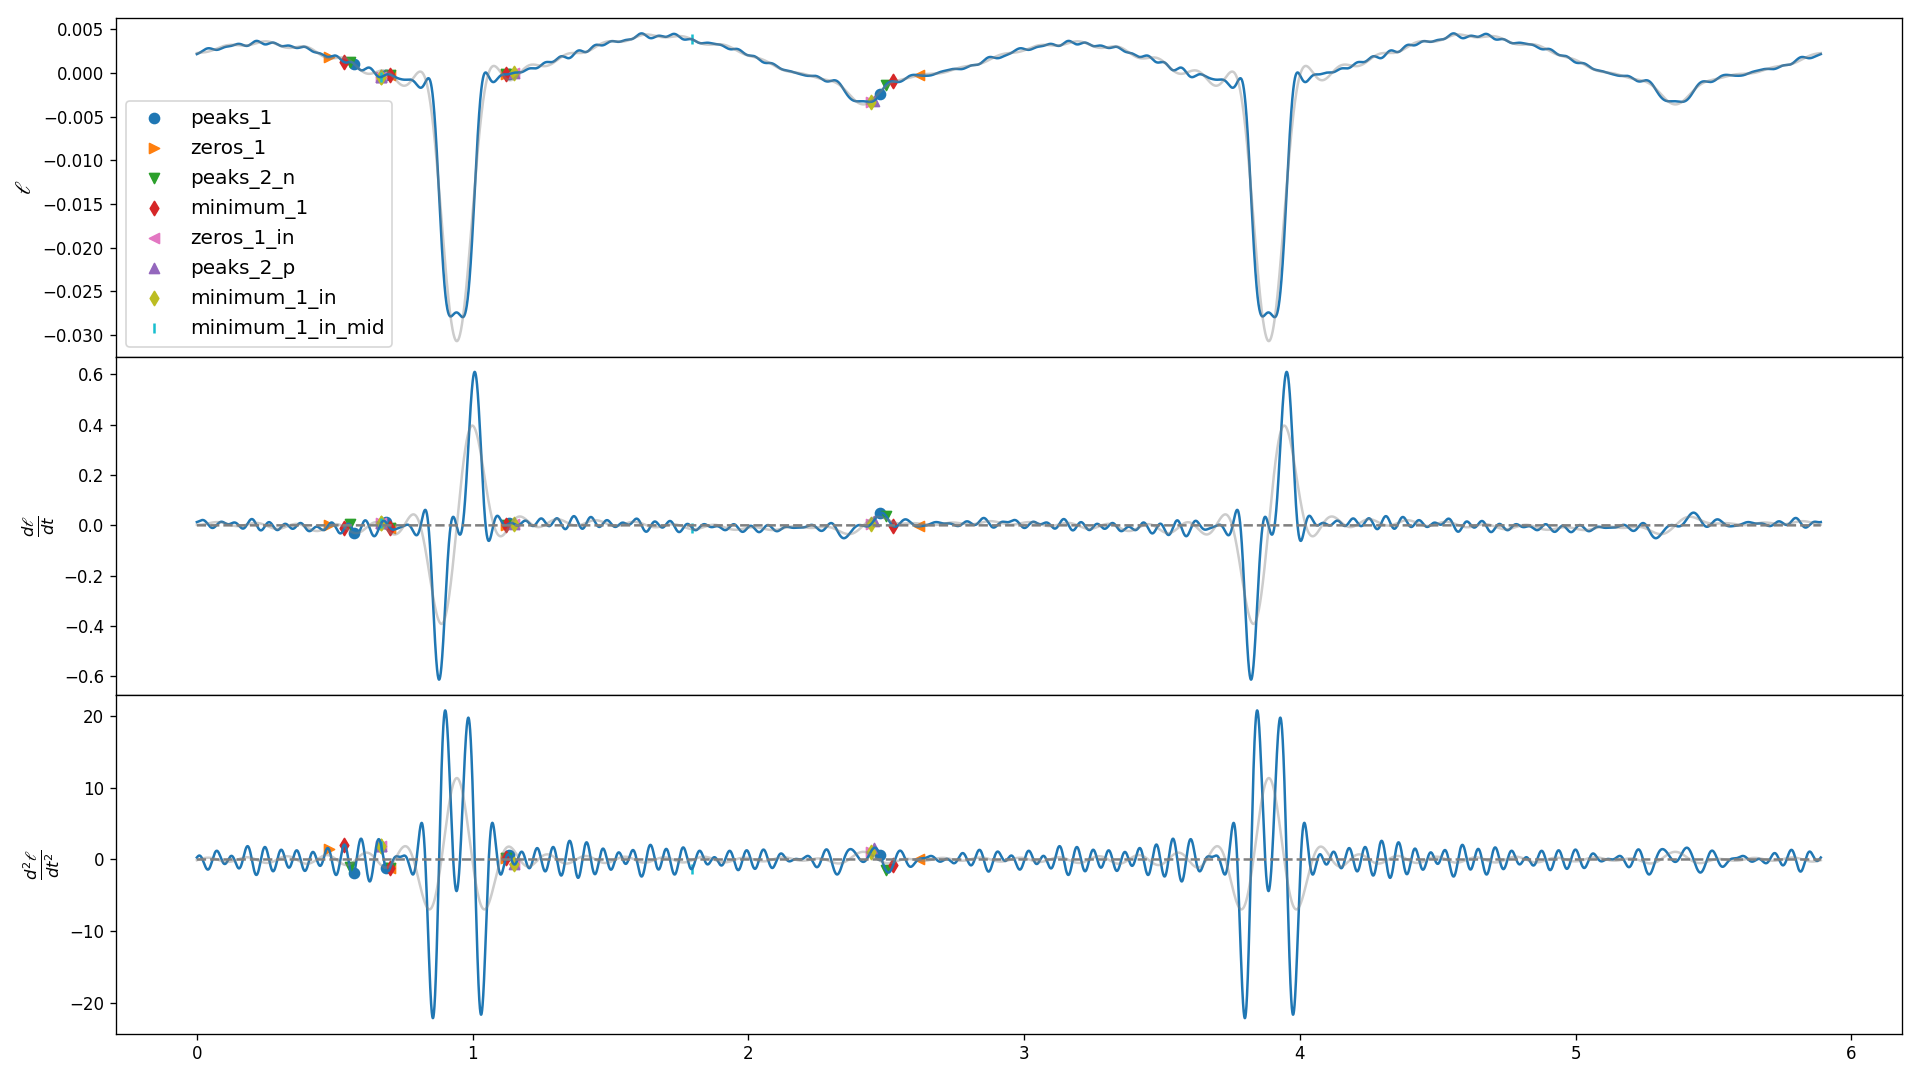 0.005
0.000
−0.005
−0.010
−0.015
−0.020
−0.025
−0.030
ℓ
peaks_1
zeros_1
peaks_2_n
minimum_1
zeros_1_in
peaks_2_p
minimum_1_in
minimum_1_in_mid
0.6
0.4
0.2
0.0
−0.2
−0.4
−0.6
dℓ
dt
20
10
0
−10
−20
d²ℓ
dt²
0 1 2 3 4 5 6